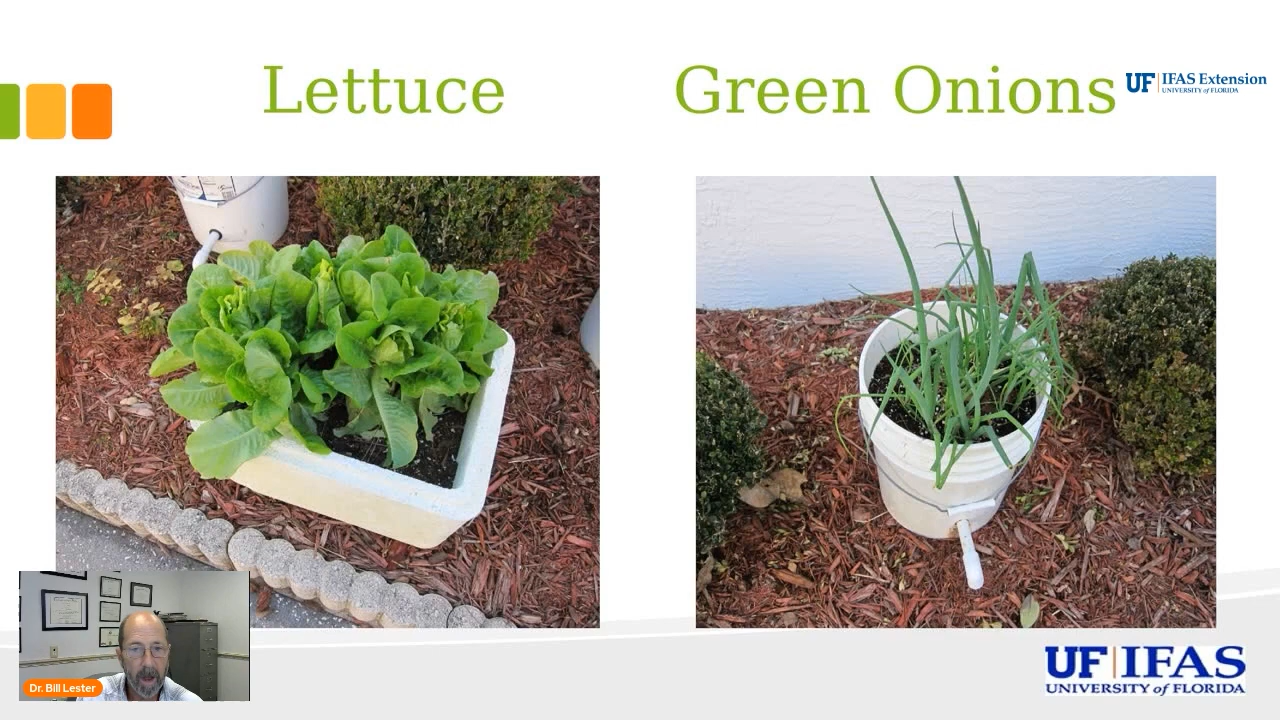 Lettuce
Green Onions
UF IFAS Extension
UNIVERSITY of FLORIDA
Dr. Bill Lester
UF IFAS
UNIVERSITY of FLORIDA